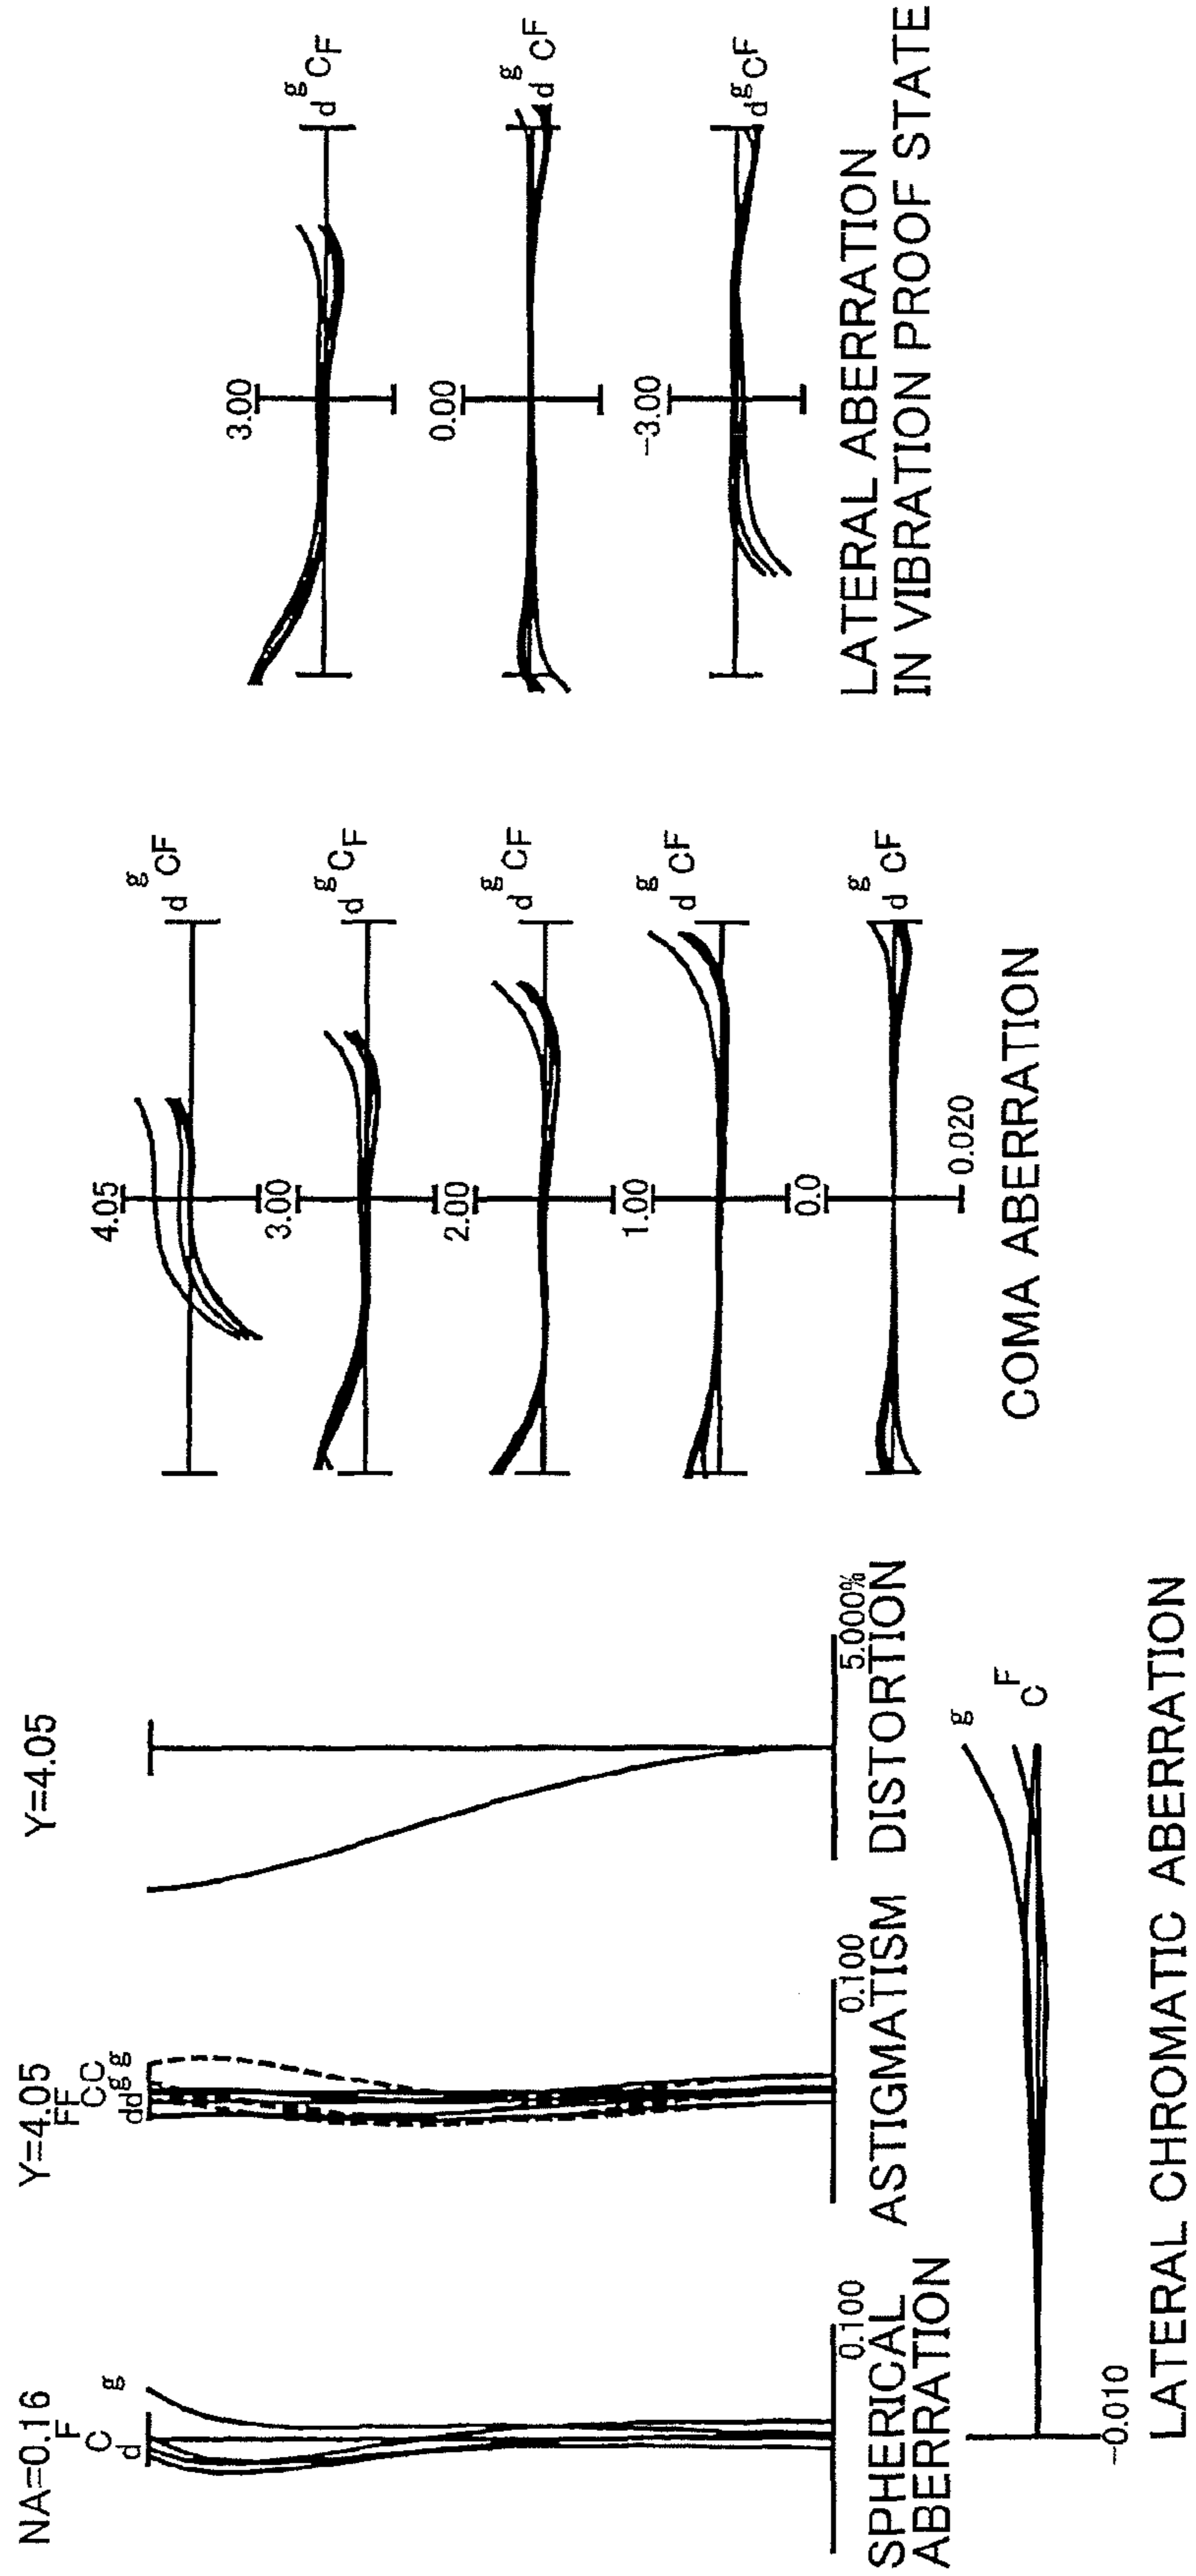 NA=0.16
F
C
d
g
0.100
SPHERICAL
ABERRATION
Y=4.05
FF
CC
dd
g
g
0.100
ASTIGMATISM
Y=4.05
5.000%
DISTORTION
g
F
C
-0.010
LATERAL CHROMATIC ABERRATION
4.05
d g C F
3.00
d g C F
2.00
d g C F
1.00
d g C F
0.0
d g C F
0.020
COMA ABERRATION
3.00
d g C F
0.00
d g C F
-3.00
d g C F
LATERAL ABERRATION
IN VIBRATION PROOF STATE